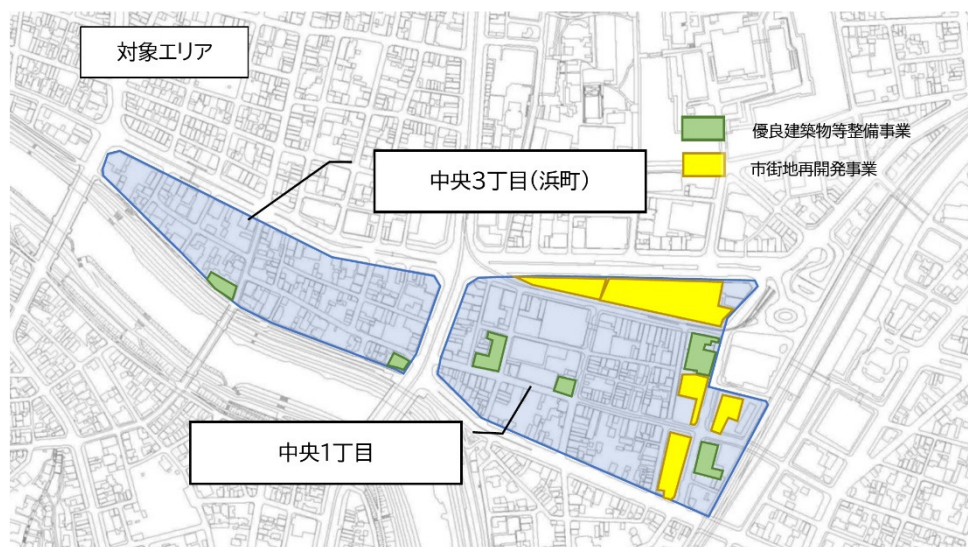 対象エリア
優良建築物等整備事業
市街地再開発事業
中央3丁目(浜町)
中央1丁目